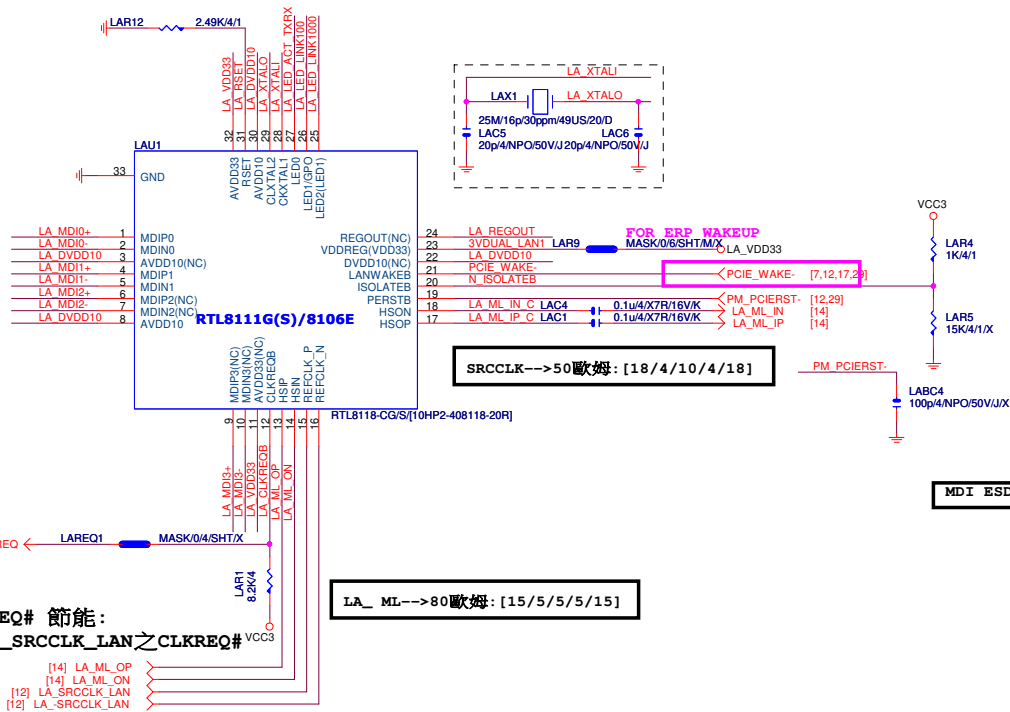 LAR12 2.49K/4/1
LA_VDD33
LA_RSET
LA_DVDD10
LA_XTALO
LA_XTALI
LA_LED_ACT_TXRX
LA_LED_LINK100
LA_LED_LINK1000
32 31 30 29 28 27 26 25
LA_XTALI
LAX1 LA_XTALO
25M/16p/30ppm/49US/20/D
LAC5 LAC6
20p/4/NPO/50V/J 20p/4/NPO/50V/J
LAU1
33 GND
AVDD33
RSET
AVDD10
CLXTAL2
CKXTAL1
LED0
LED1/GPO
LED2(LED1)
LA_MDI0+ 1 MDIP0
LA_MDI0- 2 MDIN0
LA_DVDD10 3 AVDD10(NC)
LA_MDI1+ 4 MDIP1
LA_MDI1- 5 MDIN1
LA_MDI2+ 6 MDIP2(NC)
LA_MDI2- 7 MDIN2(NC)
LA_DVDD10 8 AVDD10
RTL8111G(S)/8106E
REGOUT(NC) 24 LA_REGOUT
VDDREG(VDD33) 23 3VDUAL_LAN1 LAR9 MASK/0/6/SHT/M/X LA_VDD33
DVDD10(NC) 22 LA_DVDD10
LANWAKEB 21 PCIE_WAKE- PCIE_WAKE- [7,12,17,29]
ISOLATEB 20 N_ISOLATEB
PERSTB 19 PM_PCIERST- [12,29]
HSON 18 LA_ML_IN_C LAC4 0.1u/4/X7R/16V/K LA_ML_IN [14]
HSOP 17 LA_ML_IP_C LAC1 0.1u/4/X7R/16V/K LA_ML_IP [14]
FOR ERP WAKEUP
VCC3
LAR4
1K/4/1
LAR5
15K/4/1/X
SRCCLK-->50歐姆:[18/4/10/4/18]
PM_PCIERST-
LABC4
100p/4/NPO/50V/J/X
MDIP3(NC)
MDIN3(NC)
AVDD33(NC)
CLKREQB
HSIP
HSIN
REFCLK_P
REFCLK_N
RTL8118-CG/S/[10HP2-408118-20R]
9 10 11 12 13 14 15 16
LA_MDI3+
LA_MDI3-
LA_VDD33
LA_CLKREQB
LA_ML_OP
LA_ML_ON
MDI ESD
EQ LAREQ1 MASK/0/4/SHT/X
LAR1
8.2K/4
VCC3
LA_ ML-->80歐姆:[15/5/5/5/15]
EQ# 節能:
_SRCCLK_LAN之CLKREQ#
[14] LA_ML_OP
[14] LA_ML_ON
[12] LA_SRCCLK_LAN
[12] LA_-SRCCLK_LAN